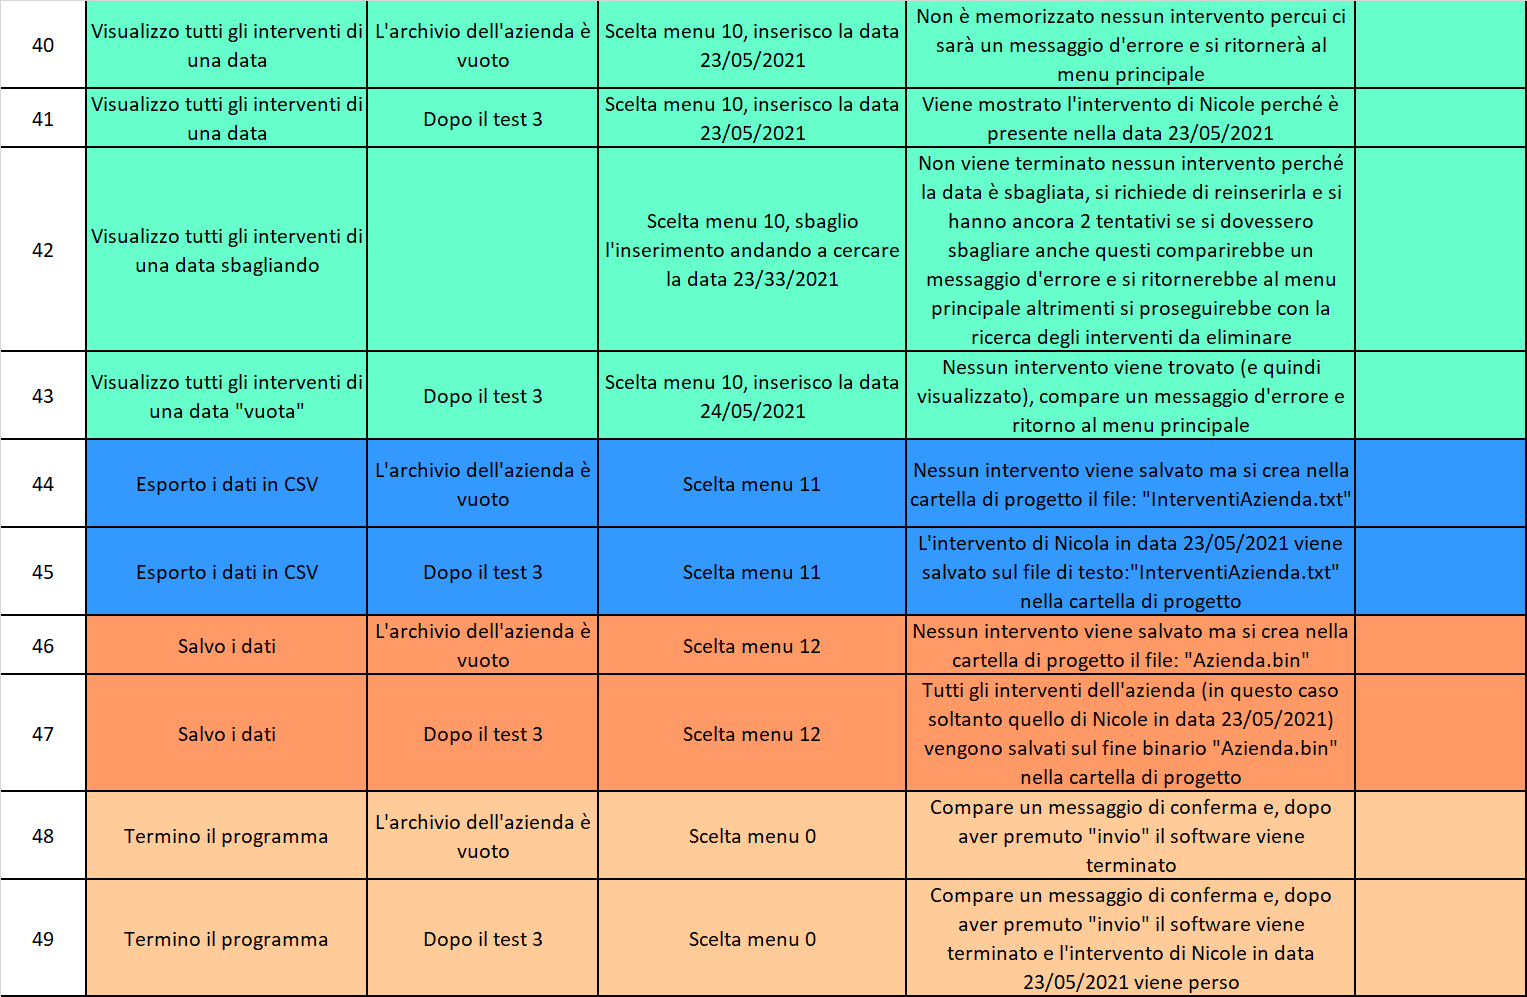 40
Visualizzo tutti gli interventi di
una data
L'archivio dell'azienda è
vuoto
Scelta menu 10, inserisco la data
23/05/2021
Non è memorizzato nessun intervento percui ci
sarà un messaggio d'errore e si ritornerà al
menu principale
41
Visualizzo tutti gli interventi di
una data
Dopo il test 3
Scelta menu 10, inserisco la data
23/05/2021
Viene mostrato l'intervento di Nicole perché è
presente nella data 23/05/2021
42
Visualizzo tutti gli interventi di
una data sbagliando
Scelta menu 10, sbaglio
l'inserimento andando a cercare
la data 23/33/2021
Non viene terminato nessun intervento perché
la data è sbagliata, si richiede di reinserirla e si
hanno ancora 2 tentativi se si dovessero
sbagliare anche questi comparirebbe un
messaggio d'errore e si ritornerebbe al menu
principale altrimenti si proseguirebbe con la
ricerca degli interventi da eliminare
43
Visualizzo tutti gli interventi di
una data "vuota"
Dopo il test 3
Scelta menu 10, inserisco la data
24/05/2021
Nessun intervento viene trovato (e quindi
visualizzato), compare un messaggio d'errore e
ritorno al menu principale
44
Esporto i dati in CSV
L'archivio dell'azienda è
vuoto
Scelta menu 11
Nessun intervento viene salvato ma si crea nella
cartella di progetto il file: "InterventiAzienda.txt"
45
Esporto i dati in CSV
Dopo il test 3
Scelta menu 11
L'intervento di Nicola in data 23/05/2021 viene
salvato sul file di testo:"InterventiAzienda.txt"
nella cartella di progetto
46
Salvo i dati
L'archivio dell'azienda è
vuoto
Scelta menu 12
Nessun intervento viene salvato ma si crea nella
cartella di progetto il file: "Azienda.bin"
47
Salvo i dati
Dopo il test 3
Scelta menu 12
Tutti gli interventi dell'azienda (in questo caso
soltanto quello di Nicole in data 23/05/2021)
vengono salvati sul fine binario "Azienda.bin"
nella cartella di progetto
48
Termino il programma
L'archivio dell'azienda è
vuoto
Scelta menu 0
Compare un messaggio di conferma e, dopo
aver premuto "invio" il software viene
terminato
49
Termino il programma
Dopo il test 3
Scelta menu 0
Compare un messaggio di conferma e, dopo
aver premuto "invio" il software viene
terminato e l'intervento di Nicole in data
23/05/2021 viene perso